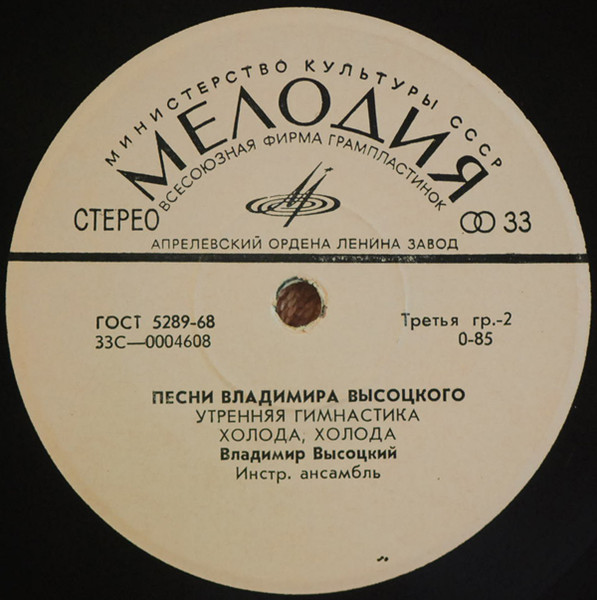 МИНИСТЕРСТВО КУЛЬТУРЫ СССР
МЕЛОДИЯ
ВСЕСОЮЗНАЯ ФИРМА ГРАМПЛАСТИНОК
СТЕРЕО
33
АПРЕЛЕВСКИЙ ОРДЕНА ЛЕНИНА ЗАВОД
ГОСТ 5289-68
Третья гр.-2
33С—0004608
0-85
ПЕСНИ ВЛАДИМИРА ВЫСОЦКОГО
УТРЕННЯЯ ГИМНАСТИКА
ХОЛОДА, ХОЛОДА
Владимир Высоцкий
Инстр. ансамбль